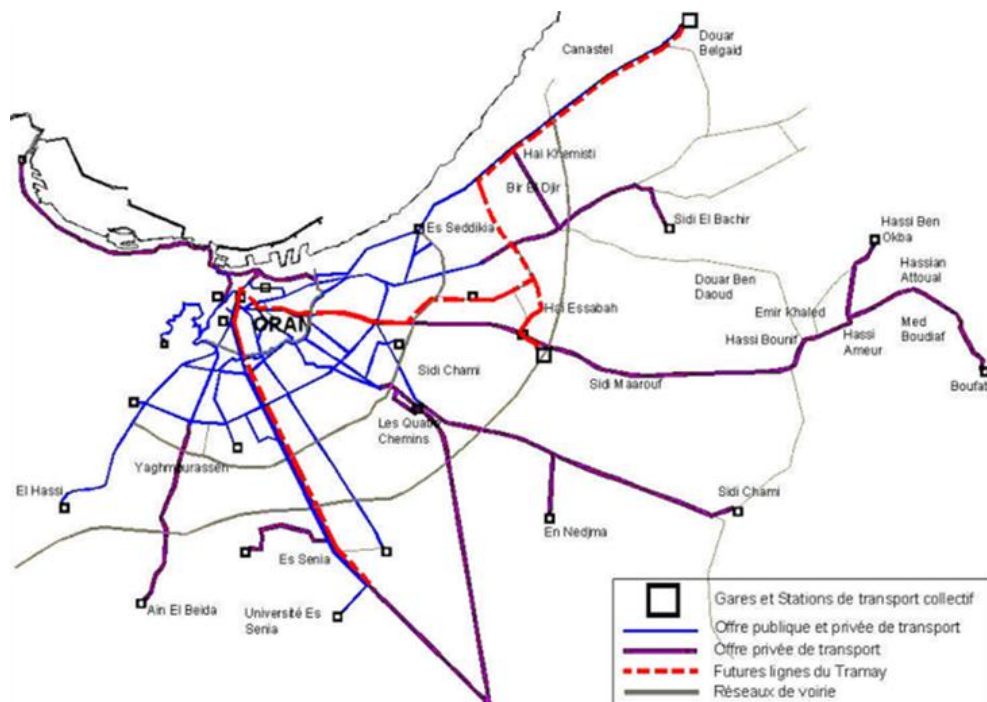 Douar
Belgaid
Canastel
Hai Khemisti
Bir El Djir
Es Seddikia
Sidi El Bachir
Hassi Ben
Okba
Hassian
Attoual
Douar Ben
Daoud
Emir Khaled
Hai Essabah
ORAN
Hassi Bounif
Hassi
Ameur
Med
Boudiaf
Sidi Chami
Sidi Maarouf
Boufat
Les Quatre
Chemins
Yaghmourassen
El Hassi
Sidi Chami
En Nedjma
Es Senia
Ain El Beida
Université Es
Senia
Gares et Stations de transport collectif
Offre publique et privée de transport
Offre privée de transport
Futures lignes du Tramay
Réseaux de voirie